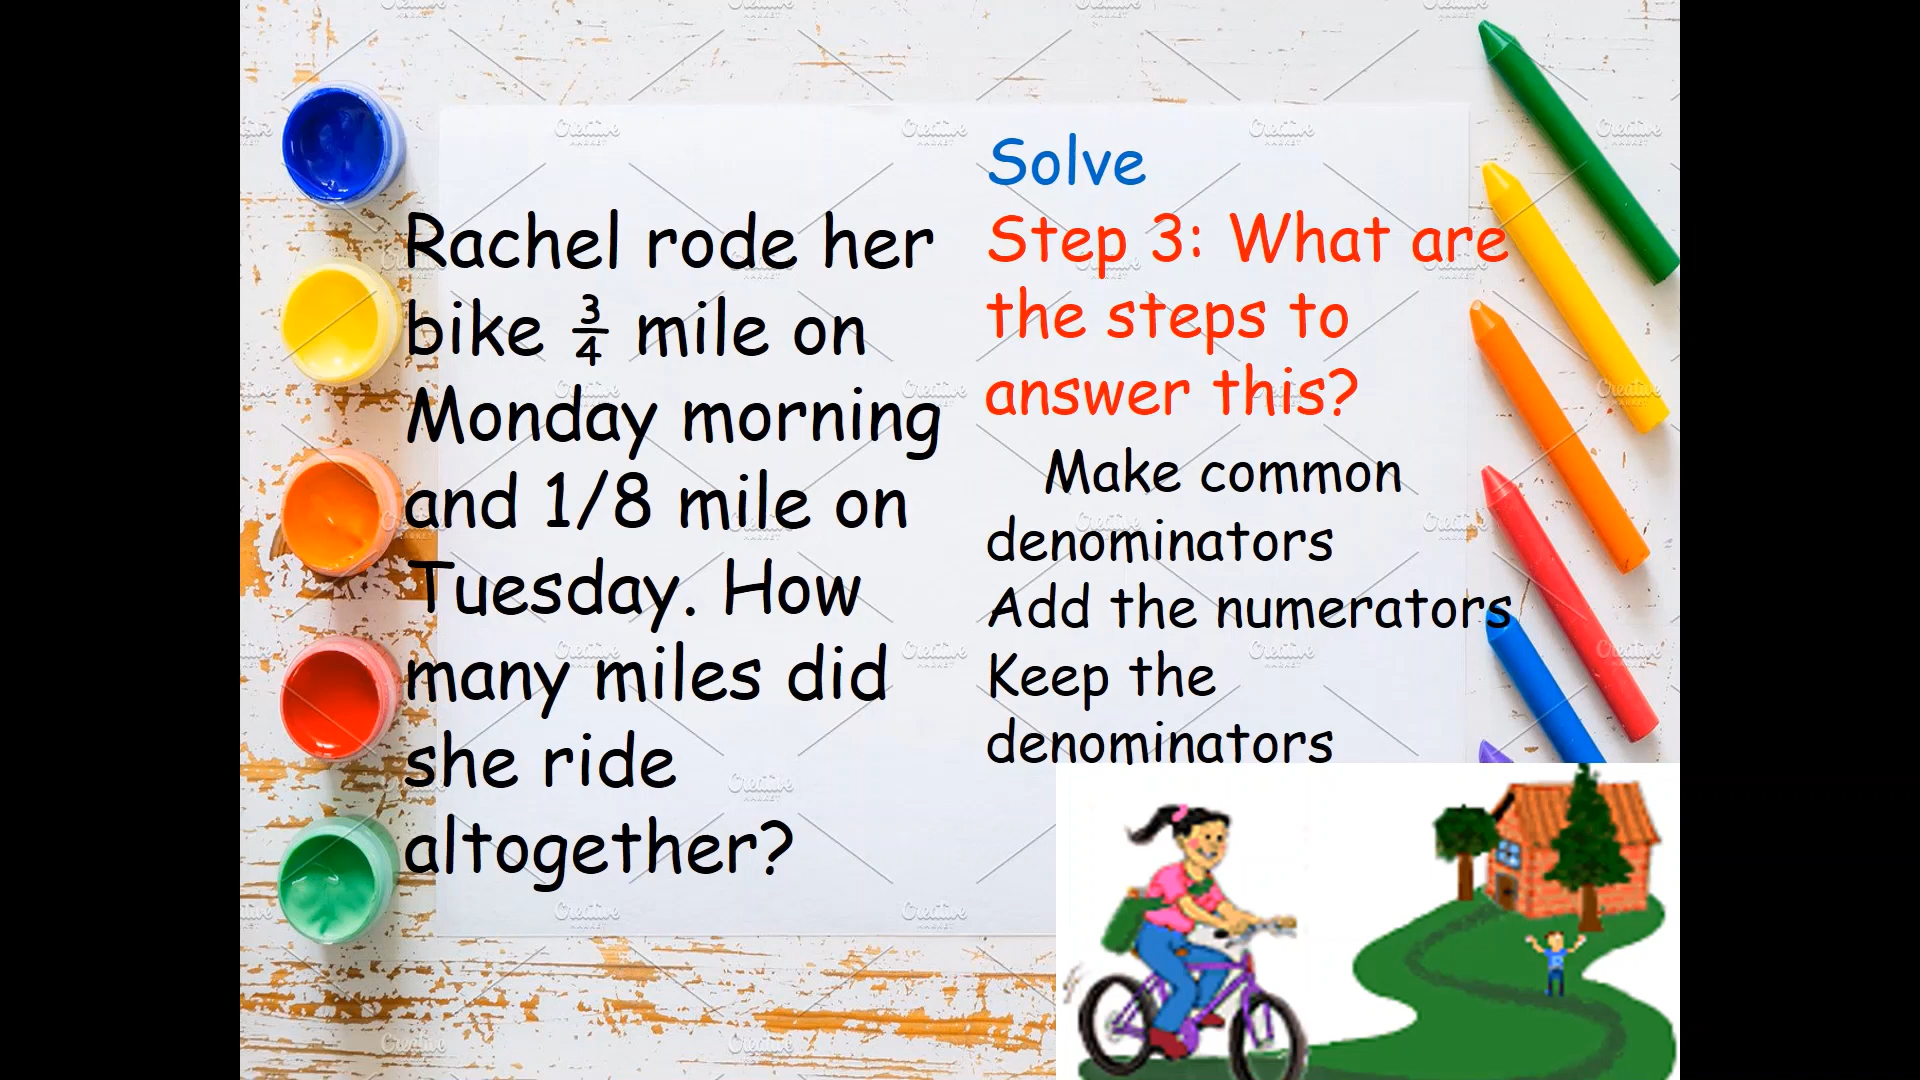 Rachel rode her
bike ¾ mile on
Monday morning
and 1/8 mile on
Tuesday. How
many miles did
she ride
altogether?
Solve
Step 3: What are
the steps to
answer this?
Make common
denominators
Add the numerators
Keep the
denominators
Creative
MARKET